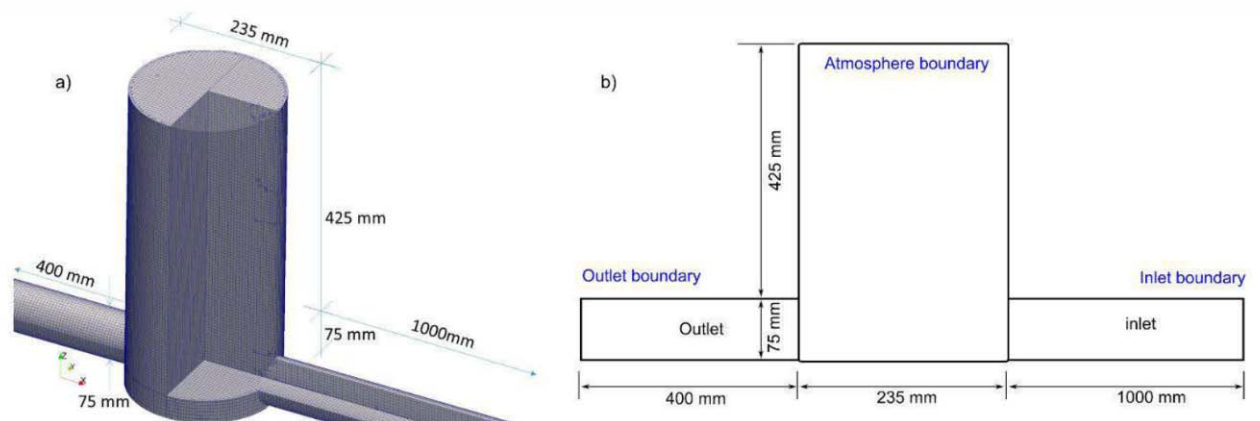 a)
235 mm
425 mm
400 mm
75 mm
1000mm
75 mm
z
x
b)
Atmosphere boundary
425 mm
Outlet boundary
Inlet boundary
Outlet
75 mm
inlet
400 mm
235 mm
1000 mm